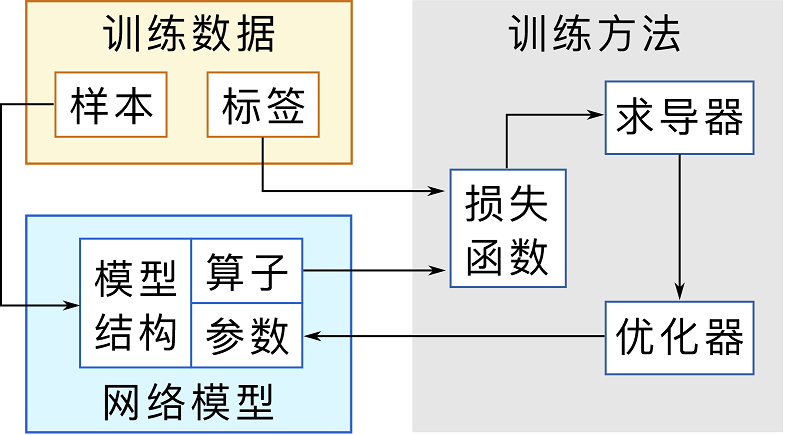 训练数据
样本
标签
训练方法
求导器
损失
函数
优化器
模型
结构
算子
参数
网络模型